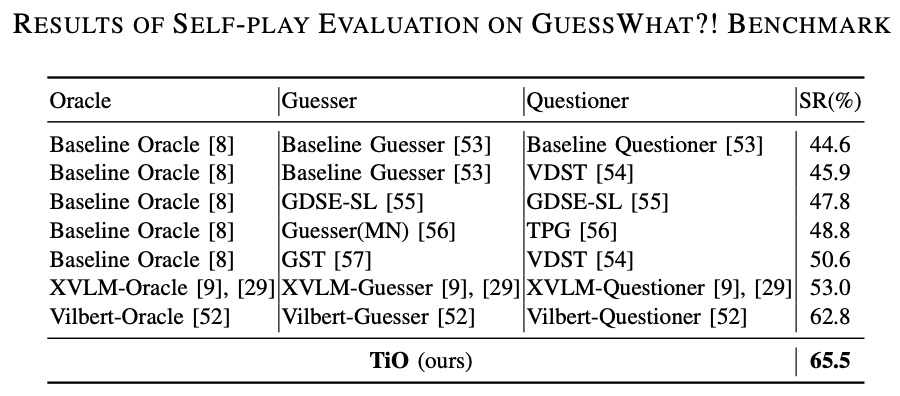 RESULTS OF SELF-PLAY EVALUATION ON GUESSWHAT?! BENCHMARK
Oracle Guesser Questioner SR(%)
Baseline Oracle [8] Baseline Guesser [53] Baseline Questioner [53] 44.6
Baseline Oracle [8] Baseline Guesser [53] VDST [54] 45.9
Baseline Oracle [8] GDSE-SL [55] GDSE-SL [55] 47.8
Baseline Oracle [8] Guesser(MN) [56] TPG [56] 48.8
Baseline Oracle [8] GST [57] VDST [54] 50.6
XVLM-Oracle [9], [29] XVLM-Guesser [9], [29] XVLM-Questioner [9], [29] 53.0
Vilbert-Oracle [52] Vilbert-Guesser [52] Vilbert-Questioner [52] 62.8
TiO (ours) 65.5